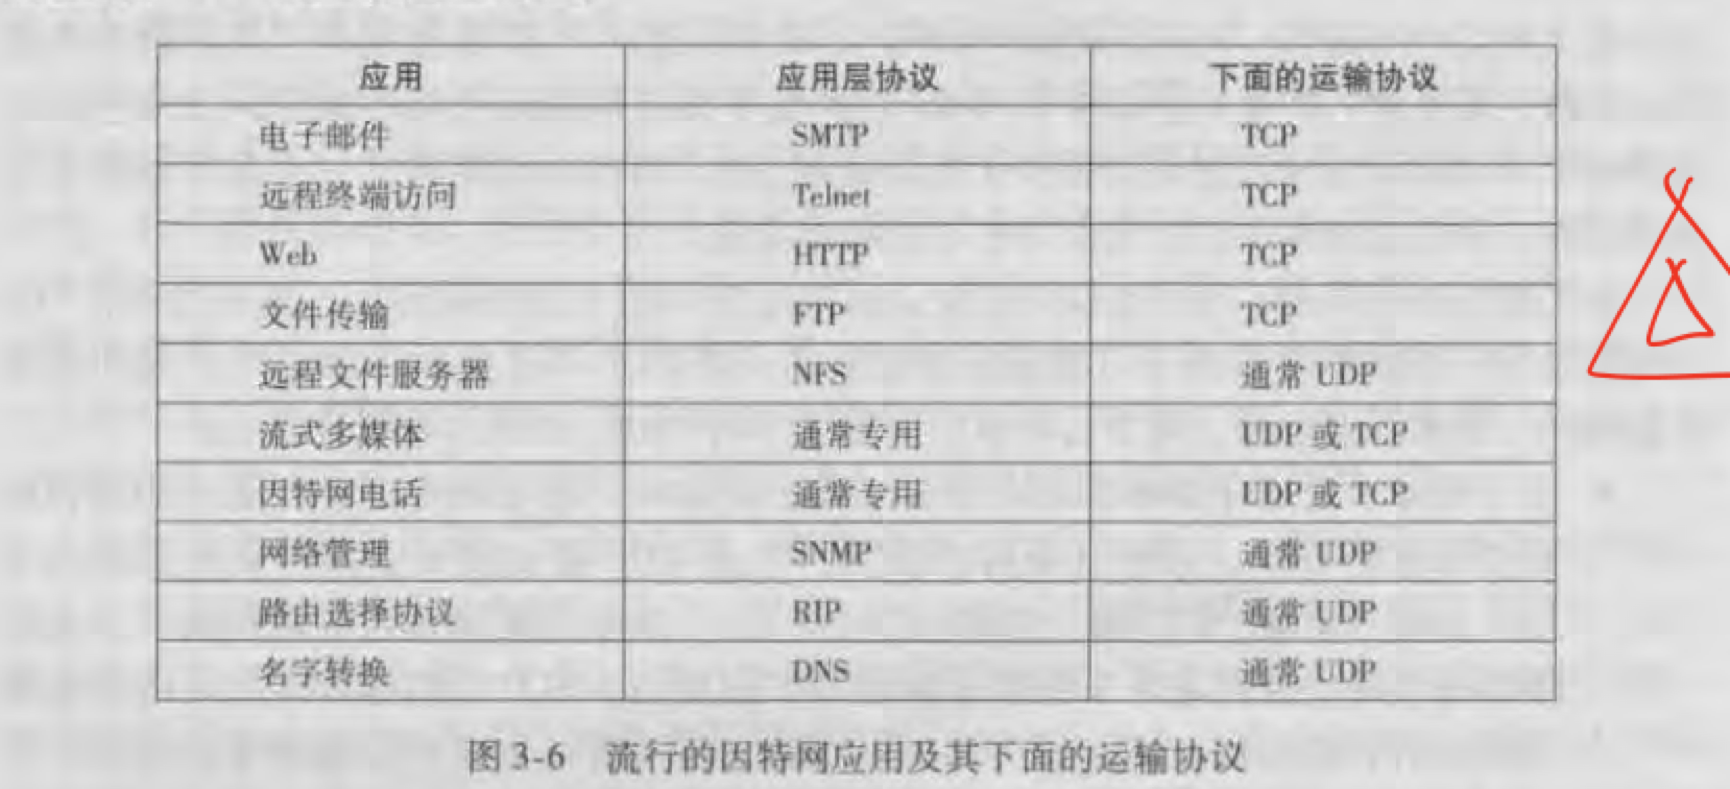 应用 应用层协议 下面的运输协议
电子邮件 SMTP TCP
远程终端访问 Telnet TCP
Web HTTP TCP
文件传输 FTP TCP
远程文件服务器 NFS 通常 UDP
流式多媒体 通常专用 UDP 或 TCP
因特网电话 通常专用 UDP 或 TCP
网络管理 SNMP 通常 UDP
路由选择协议 RIP 通常 UDP
名字转换 DNS 通常 UDP
图 3-6 流行的因特网应用及其下面的运输协议